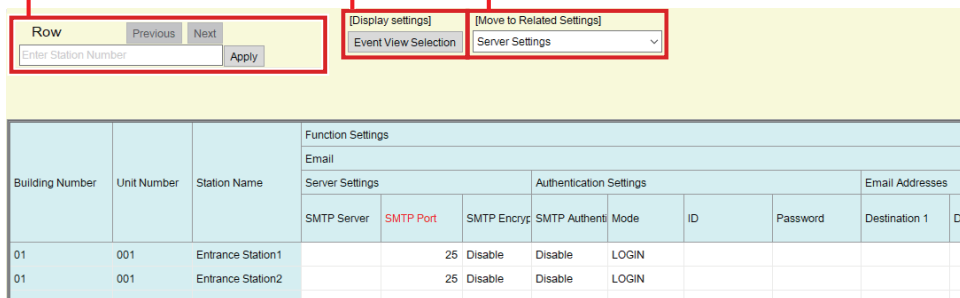 Row Previous Next
Enter Station Number Apply
[Display settings] [Move to Related Settings]
Event View Selection Server Settings
Function Settings
Email
Building Number Unit Number Station Name Server Settings Authentication Settings Email Addresses
SMTP Server SMTP Port SMTP Encryp SMTP Authenti Mode ID Password Destination 1 D
01 001 Entrance Station1 25 Disable Disable LOGIN
01 001 Entrance Station2 25 Disable Disable LOGIN